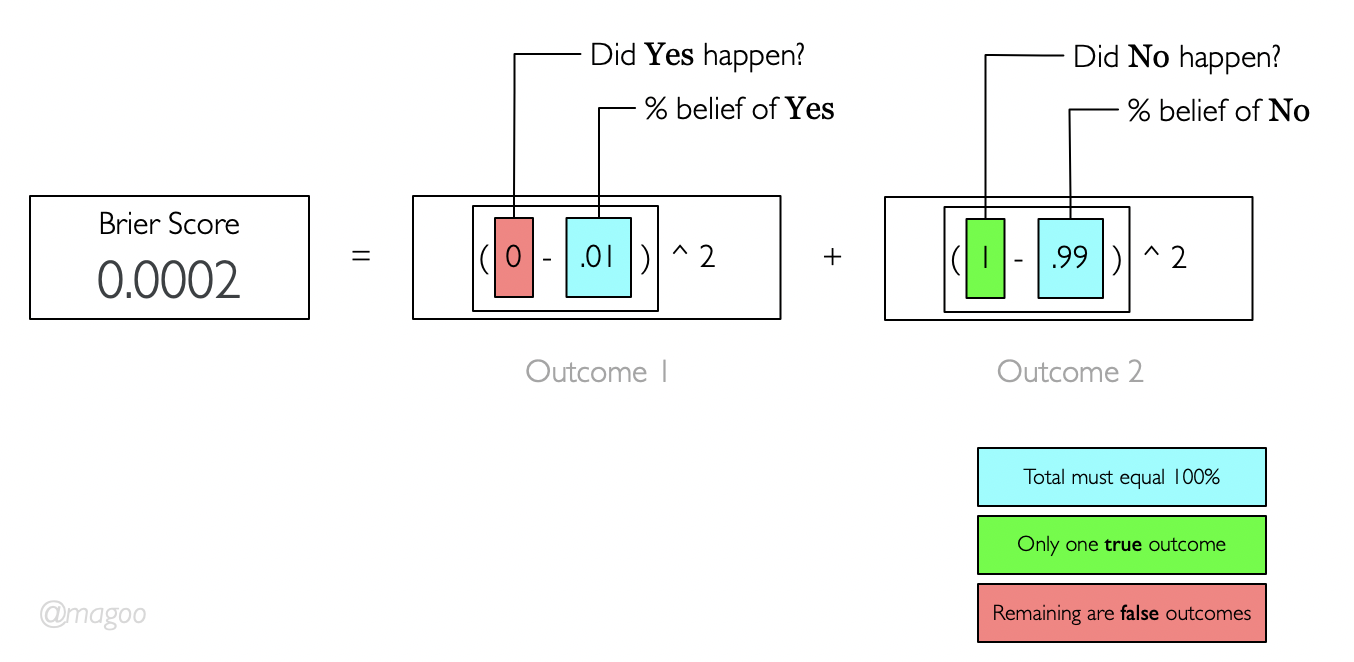 Did Yes happen?
% belief of Yes
Did No happen?
% belief of No
Brier Score
0.0002
=
( 0 - .01 ) ^ 2
+
( 1 - .99 ) ^ 2
Outcome 1
Outcome 2
Total must equal 100%
Only one true outcome
Remaining are false outcomes
@magoo